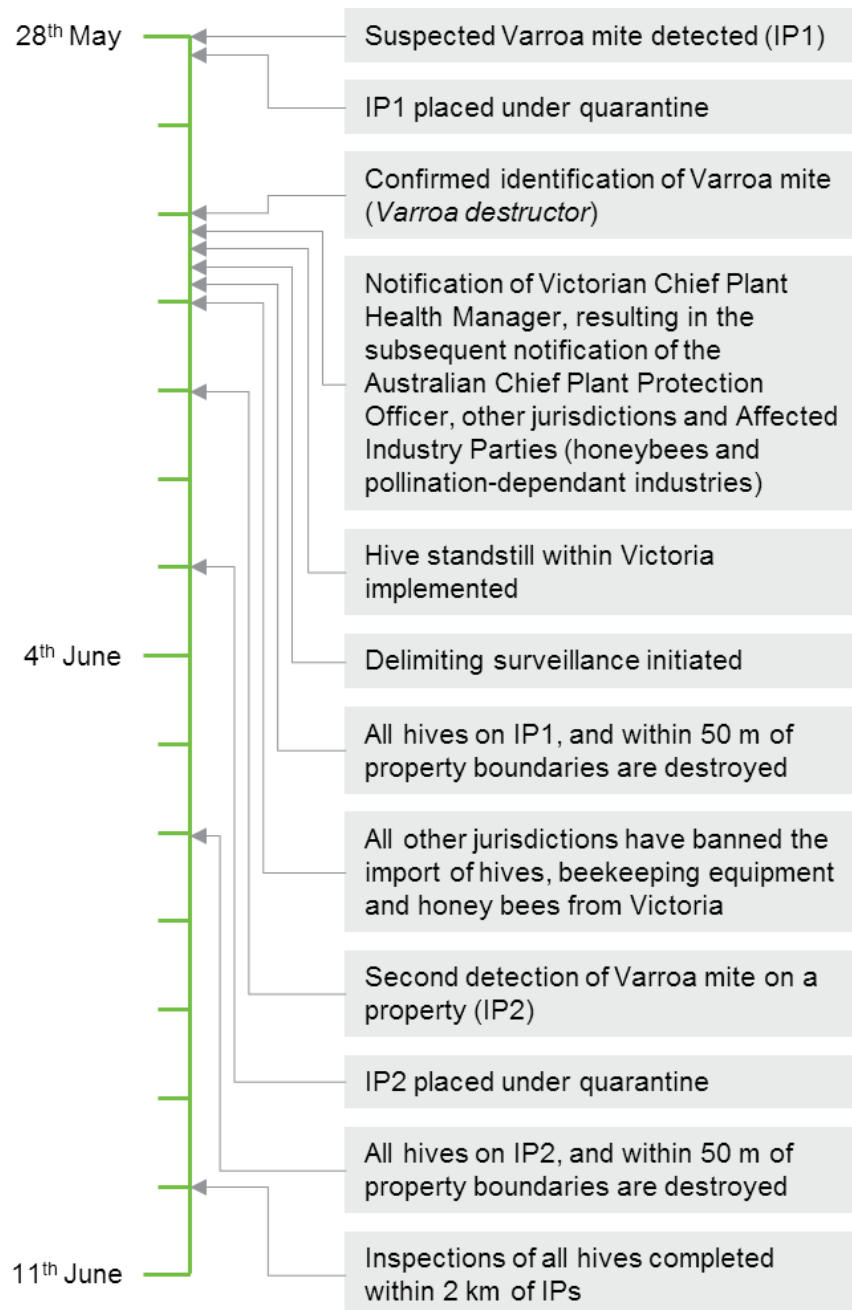 28th May
Suspected Varroa mite detected (IP1)
IP1 placed under quarantine
Confirmed identification of Varroa mite
(Varroa destructor)
Notification of Victorian Chief Plant
Health Manager, resulting in the
subsequent notification of the
Australian Chief Plant Protection
Officer, other jurisdictions and Affected
Industry Parties (honeybees and
pollination-dependant industries)
Hive standstill within Victoria
implemented
4th June
Delimiting surveillance initiated
All hives on IP1, and within 50 m of
property boundaries are destroyed
All other jurisdictions have banned the
import of hives, beekeeping equipment
and honey bees from Victoria
Second detection of Varroa mite on a
property (IP2)
IP2 placed under quarantine
All hives on IP2, and within 50 m of
property boundaries are destroyed
11th June
Inspections of all hives completed
within 2 km of IPs